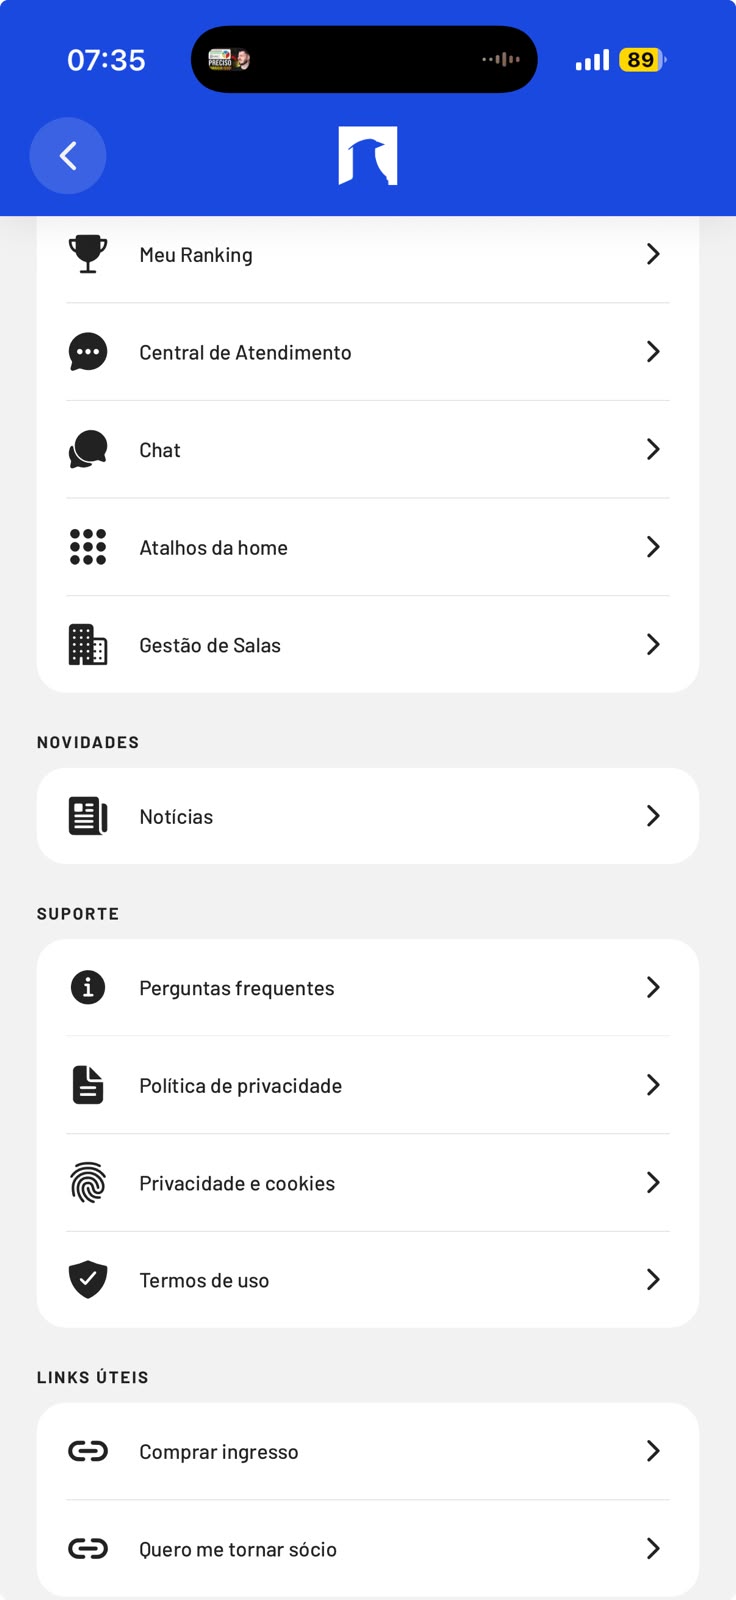 07:35
PRECISO
89
Meu Ranking
Central de Atendimento
Chat
Atalhos da home
Gestão de Salas
NOVIDADES
Notícias
SUPORTE
Perguntas frequentes
Política de privacidade
Privacidade e cookies
Termos de uso
LINKS ÚTEIS
Comprar ingresso
Quero me tornar sócio